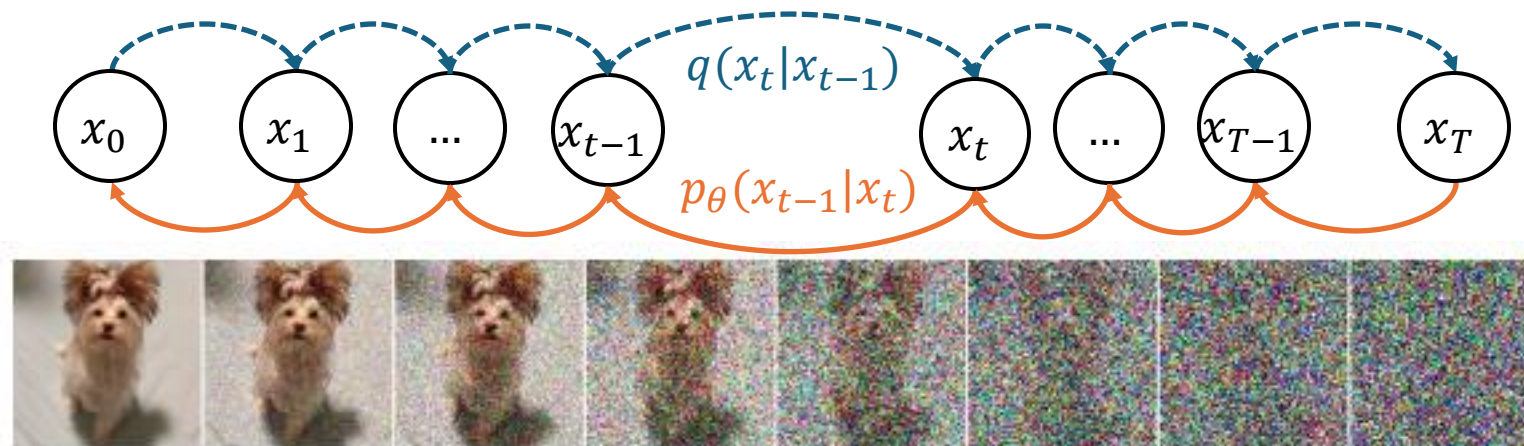 q(x_t|x_{t-1})
x_0 x_1 ... x_{t-1} x_t ... x_{T-1} x_T
p_θ(x_{t-1}|x_t)